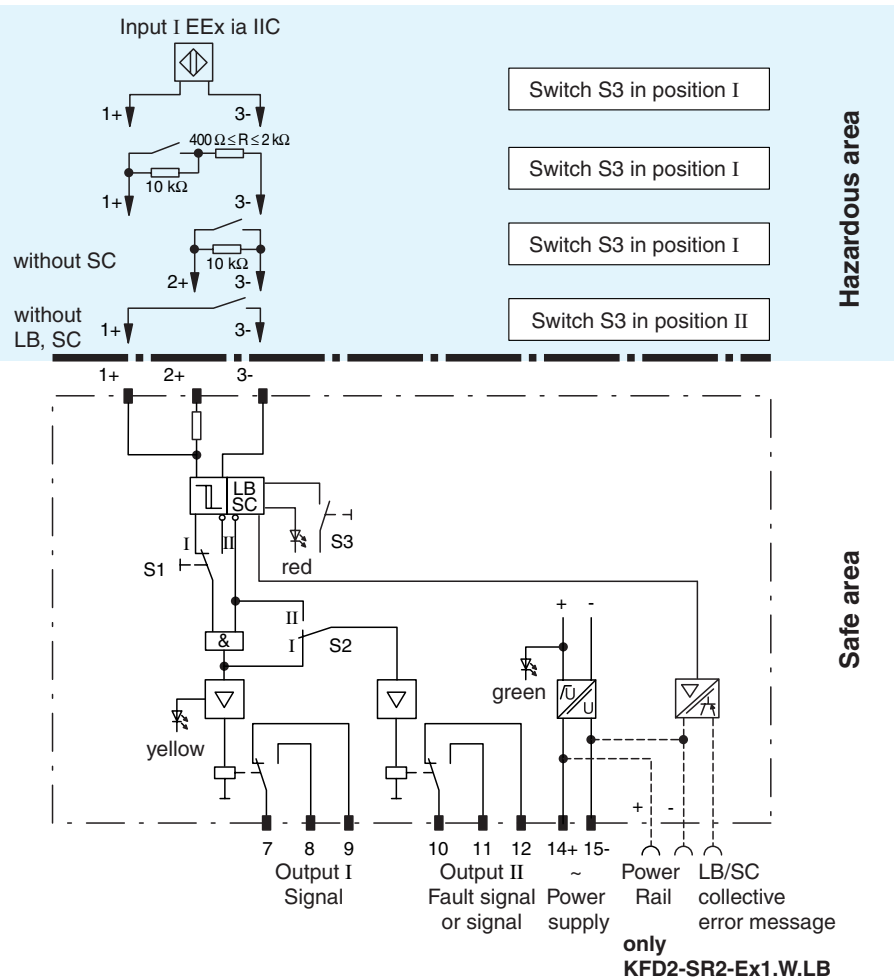 Input I EEx ia IIC
Switch S3 in position I
1+ 3-
400 Ω ≤ R ≤ 2 kΩ
10 kΩ
Switch S3 in position I
1+ 3-
without SC
10 kΩ
Switch S3 in position I
2+ 3-
without
LB, SC
1+ 3-
Switch S3 in position II
Hazardous area
1+ 2+ 3-
LB
SC
I II
S1
S3
red
II
I
S2
&
+ -
green
U
U
yellow
Safe area
+ -
7 8 9 10 11 12 14+ 15-
Output I
Signal
Output II
Fault signal
or signal
~
Power
supply
Power
Rail
LB/SC
collective
error message
only
KFD2-SR2-Ex1.W.LB